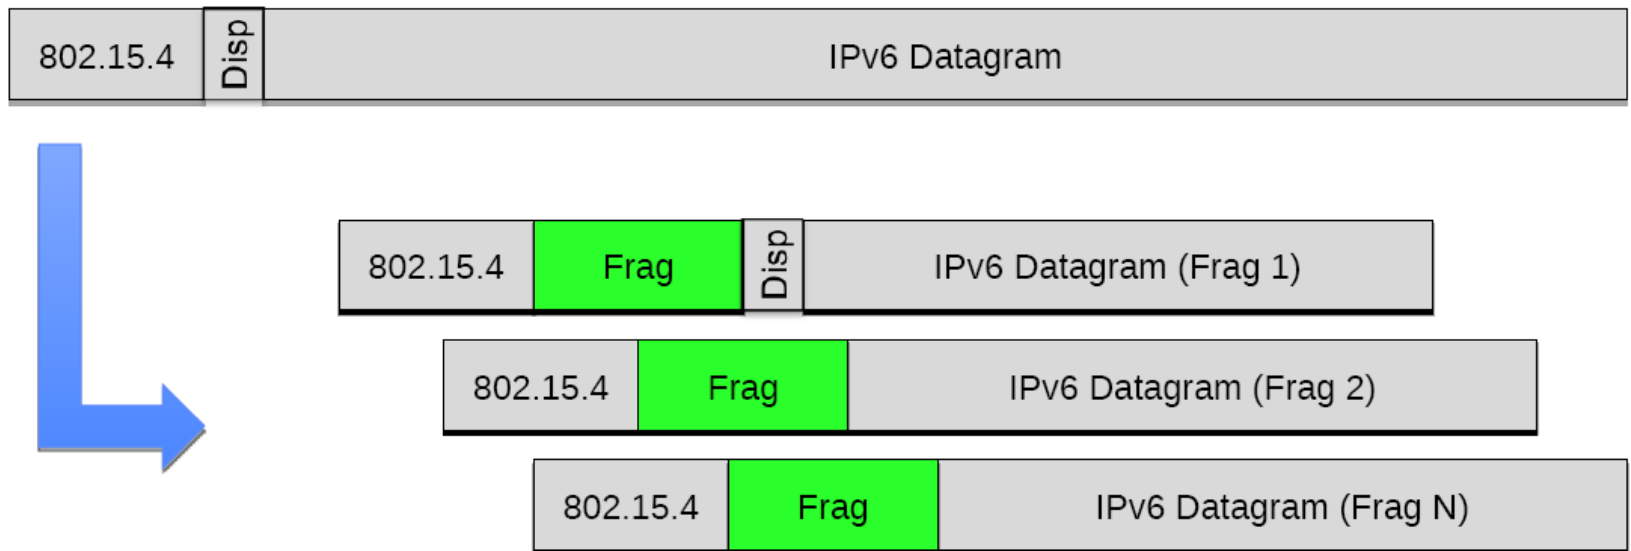 802.15.4 Disp IPv6 Datagram
802.15.4 Frag Disp IPv6 Datagram (Frag 1)
802.15.4 Frag IPv6 Datagram (Frag 2)
802.15.4 Frag IPv6 Datagram (Frag N)